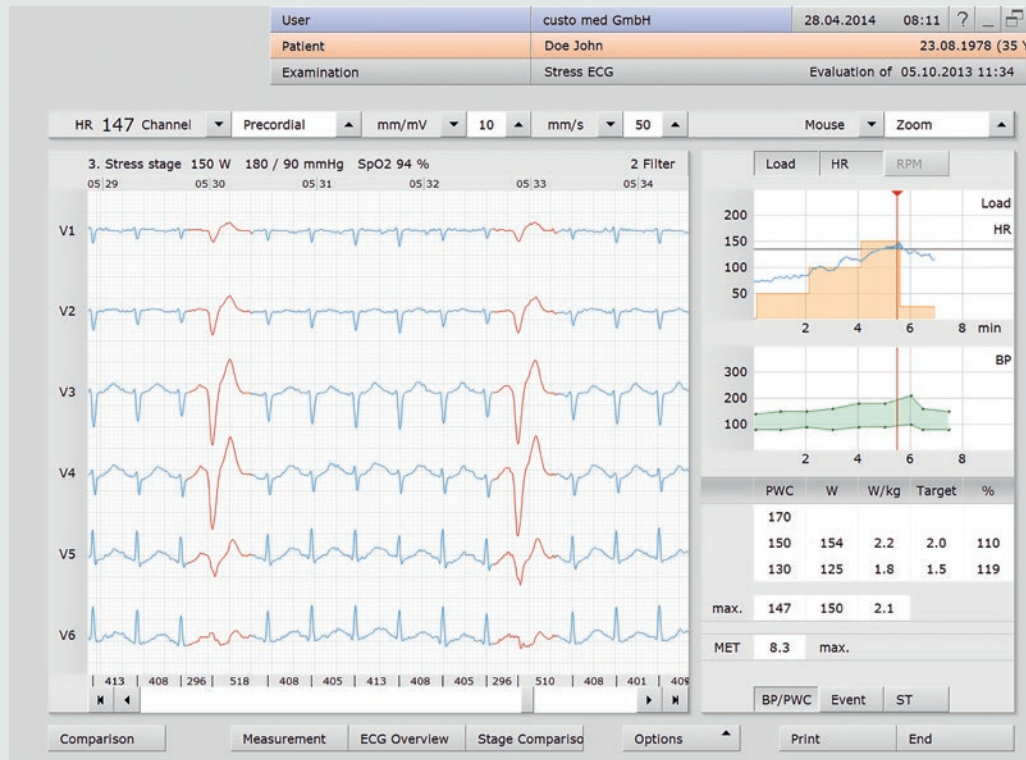 User custo med GmbH 28.04.2014 08:11 ?
Patient Doe John 23.08.1978 (35 Y
Examination Stress ECG Evaluation of 05.10.2013 11:34
HR 147 Channel Precordial mm/mV 10 mm/s 50 Mouse Zoom
3. Stress stage 150 W 180 / 90 mmHg SpO2 94 % 2 Filter
05 29 05 30 05 31 05 32 05 33 05 34
V1
V2
V3
V4
V5
V6
413 408 296 518 408 405 413 408 405 296 510 408 401 409
Load HR RPM
Load
HR
200
150
100
50
2 4 6 8 min
BP
300
200
100
2 4 6 8
PWC W W/kg Target %
170
150 154 2.2 2.0 110
130 125 1.8 1.5 119
max. 147 150 2.1
MET 8.3 max.
BP/PWC Event ST
Comparison Measurement ECG Overview Stage Compariso Options Print End